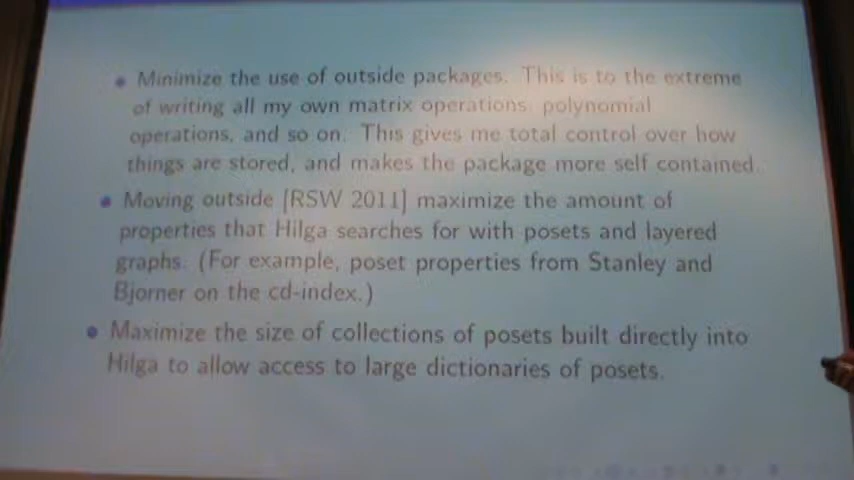 Minimize the use of outside packages. This is to the extreme
of writing all my own matrix operations, polynomial
operations, and so on. This gives me total control over how
things are stored, and makes the package more self contained.
Moving outside [RSW 2011] maximize the amount of
properties that Hilga searches for with posets and layered
graphs. (For example, poset properties from Stanley and
Bjorner on the cd-index.)
Maximize the size of collections of posets built directly into
Hilga to allow access to large dictionaries of posets.